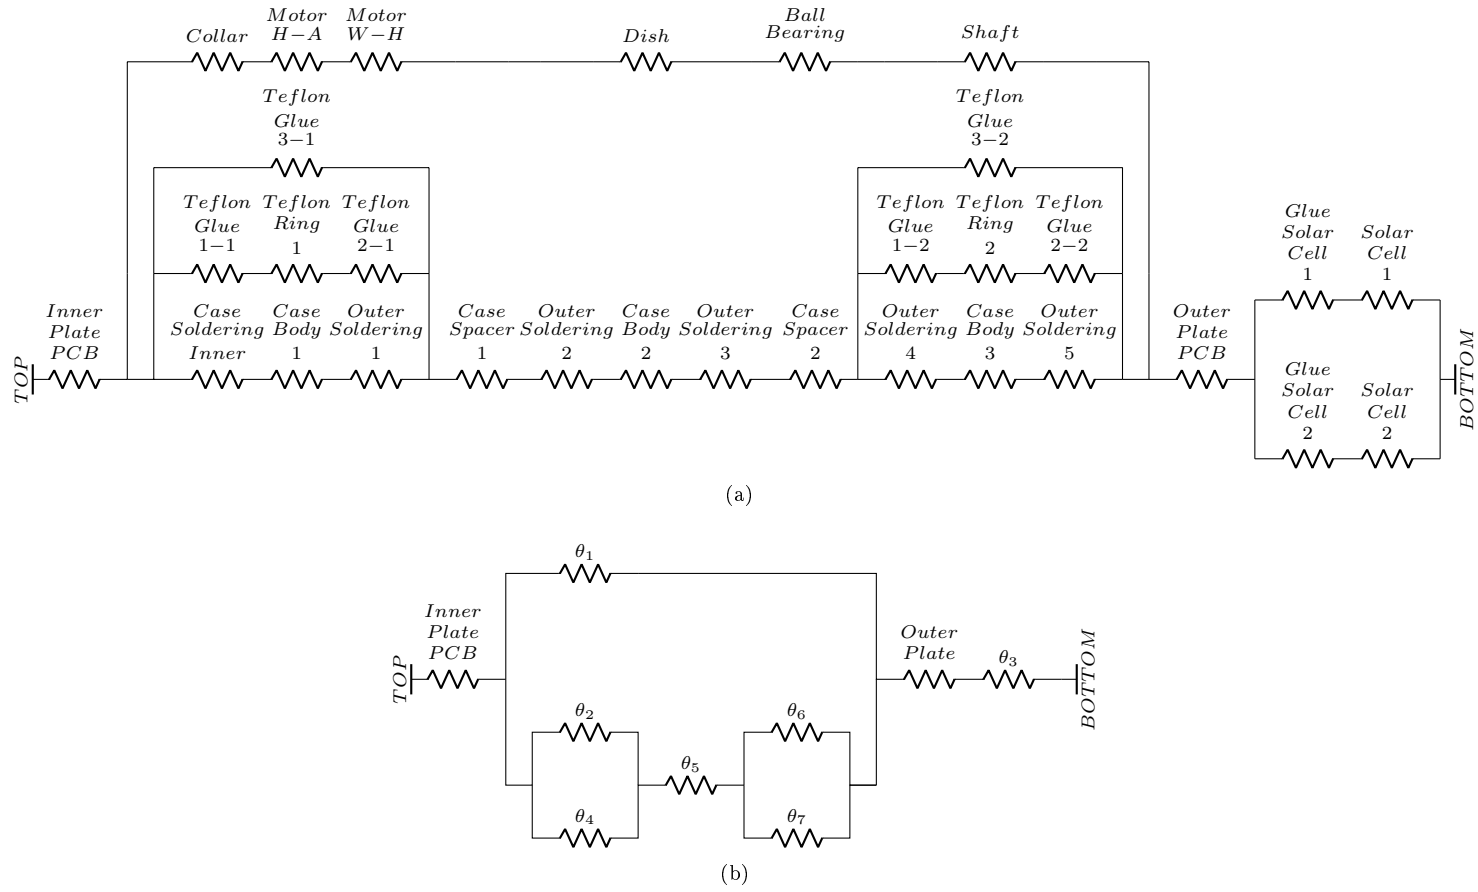 Collar
Motor
H−A
Motor
W−H
Dish
Ball
Bearing
Shaft
Teflon
Glue
3−1
Teflon
Glue
3−2
Teflon
Glue
1−1
Teflon
Ring
1
Teflon
Glue
2−1
Teflon
Glue
1−2
Teflon
Ring
2
Teflon
Glue
2−2
Glue
Solar
Cell
1
Solar
Cell
1
TOP
Inner
Plate
PCB
Case
Soldering
Inner
Case
Body
1
Outer
Soldering
1
Case
Spacer
1
Outer
Soldering
2
Case
Body
2
Outer
Soldering
3
Case
Spacer
2
Outer
Soldering
4
Case
Body
3
Outer
Soldering
5
Outer
Plate
PCB
Glue
Solar
Cell
2
Solar
Cell
2
BOTTOM
(a)
θ1
TOP
Inner
Plate
PCB
Outer
Plate
θ3
BOTTOM
θ2
θ6
θ5
θ4
θ7
(b)